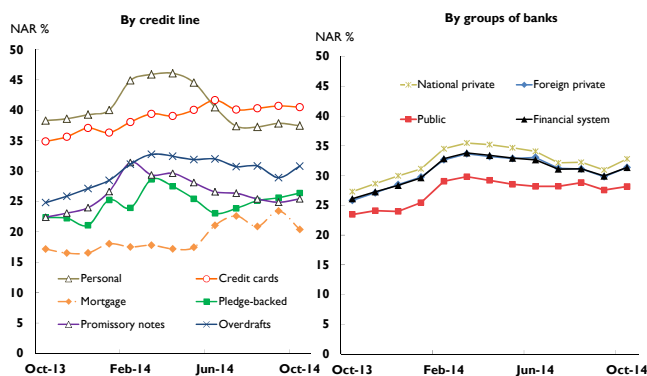 By credit line
NAR %
50
45
40
35
30
25
20
15
10
5
0
Personal
Credit cards
Mortgage
Pledge-backed
Promissory notes
Overdrafts
Oct-13
Feb-14
Jun-14
Oct-14
By groups of banks
NAR %
50
45
40
35
30
25
20
15
10
5
0
National private
Foreign private
Public
Financial system
Oct-13
Feb-14
Jun-14
Oct-14